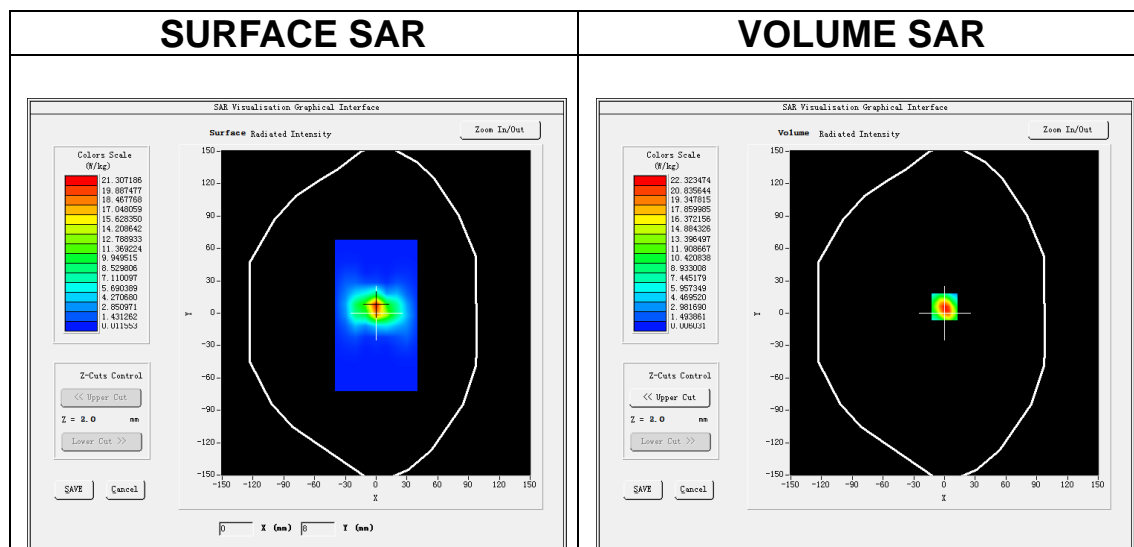 SURFACE SAR
VOLUME SAR
SAR Visualisation Graphical Interface
Surface Radiated Intensity
Zoom In/Out
Colors Scale
(W/kg)
21.307186
19.887477
18.467768
17.048059
15.628350
14.208642
12.788933
11.369224
9.949515
8.529806
7.110097
5.690389
4.270680
2.850971
1.431262
0.011553
Z-Cuts Control
<< Upper Cut
Z = 2.0 mm
Lower Cut >>
SAVE Cancel
150
120
90
60
30
0
-30
-60
-90
-120
-150
Y
-150 -120 -90 -60 -30 0 30 60 90 120 150
X
0 X (mm) 8 Y (mm)
SAR Visualisation Graphical Interface
Volume Radiated Intensity
Zoom In/Out
Colors Scale
(W/kg)
22.323474
20.835644
19.347815
17.859985
16.372156
14.884326
13.396497
11.908667
10.420838
8.933008
7.445179
5.957349
4.469520
2.981690
1.493861
0.006031
Z-Cuts Control
<< Upper Cut
Z = 2.0 mm
Lower Cut >>
SAVE Cancel
150
120
90
60
30
0
-30
-60
-90
-120
-150
Y
-150 -120 -90 -60 -30 0 30 60 90 120 150
X